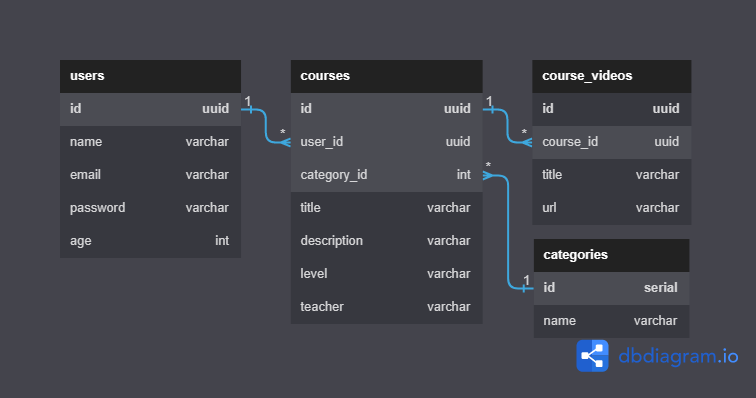 users
id uuid
name varchar
email varchar
password varchar
age int
1
*
courses
id uuid
user_id uuid
category_id int
title varchar
description varchar
level varchar
teacher varchar
1
*
*
1
course_videos
id uuid
course_id uuid
title varchar
url varchar
categories
id serial
name varchar
dbdiagram.io